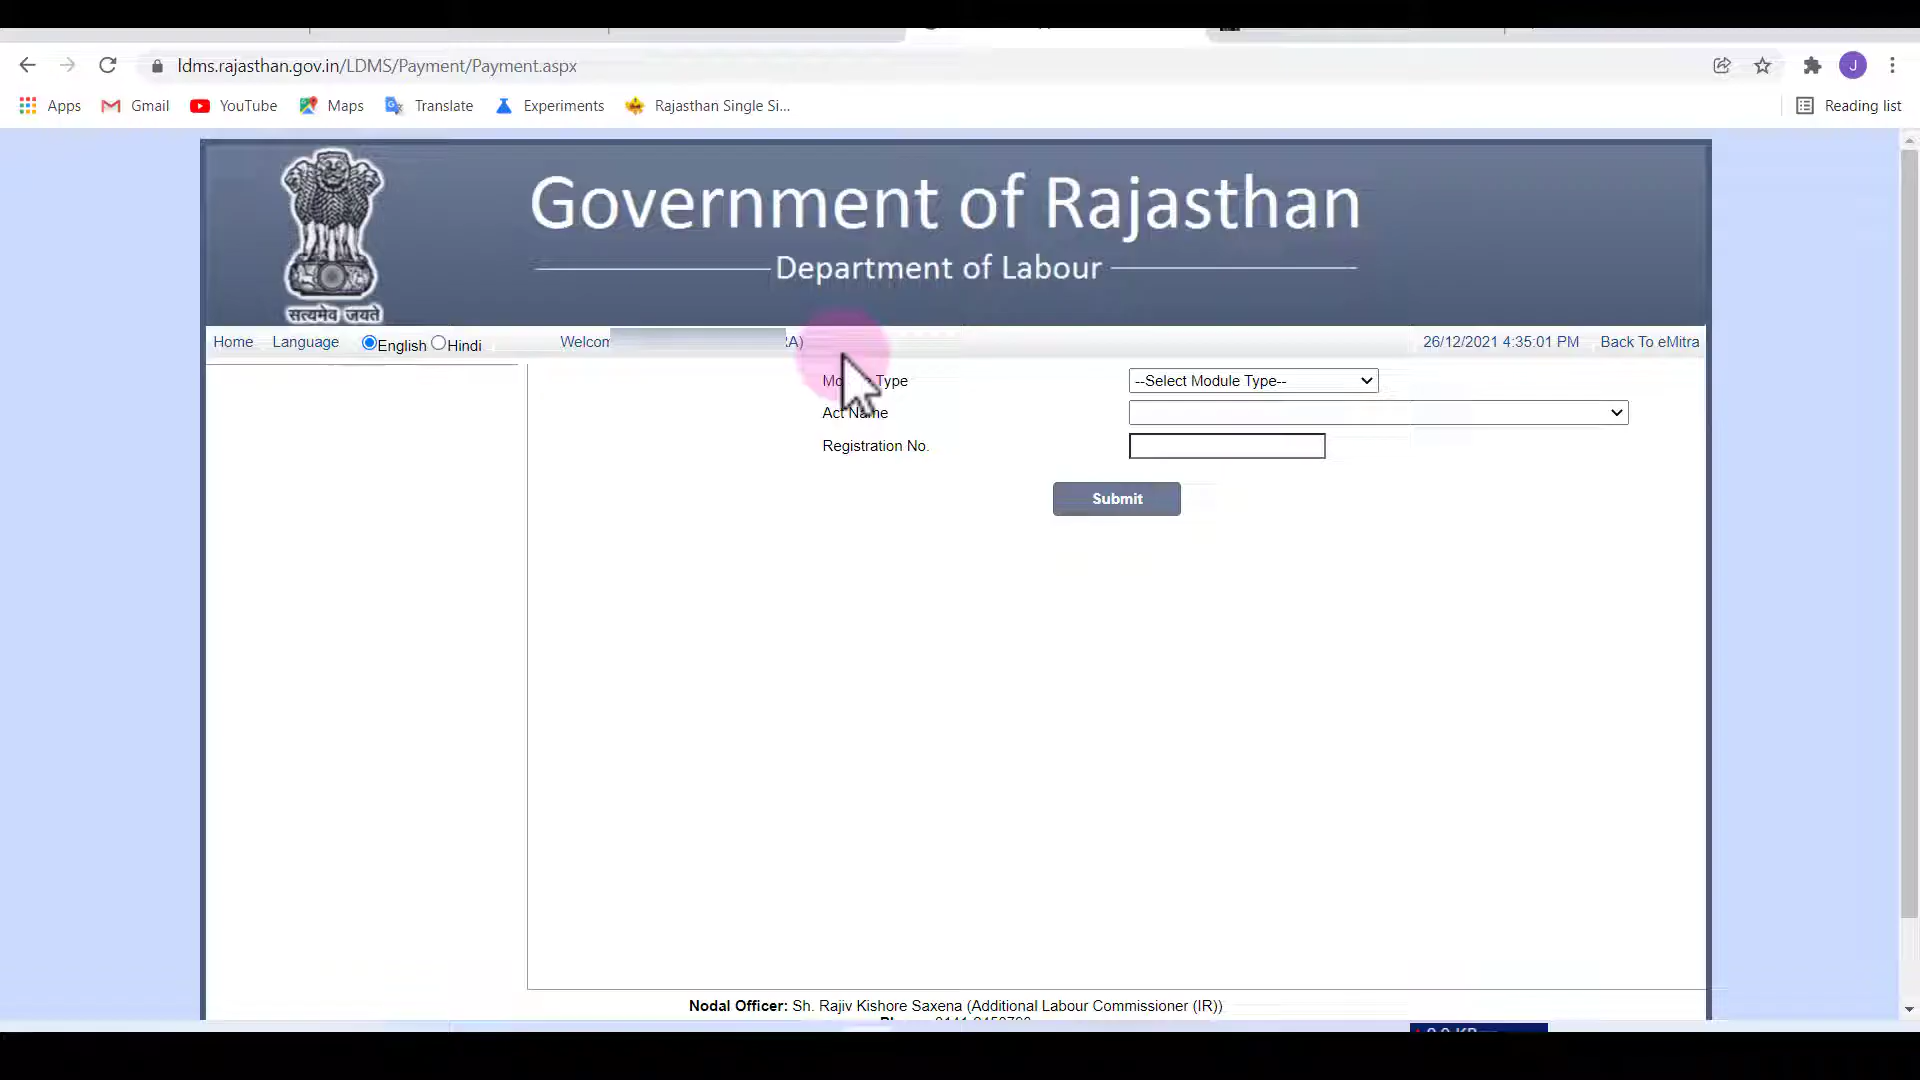 ldms.rajasthan.gov.in/LDMS/Payment/Payment.aspx
J
Apps Gmail YouTube Maps Translate Experiments Rajasthan Single Si... Reading list
Government of Rajasthan
Department of Labour
सत्यमेव जयते
Home Language English Hindi 26/12/2021 4:35:01 PM Back To eMitra
Type --Select Module Type--
Act Name
Registration No.
Submit
Nodal Officer: Sh. Rajiv Kishore Saxena (Additional Labour Commissioner (IR))